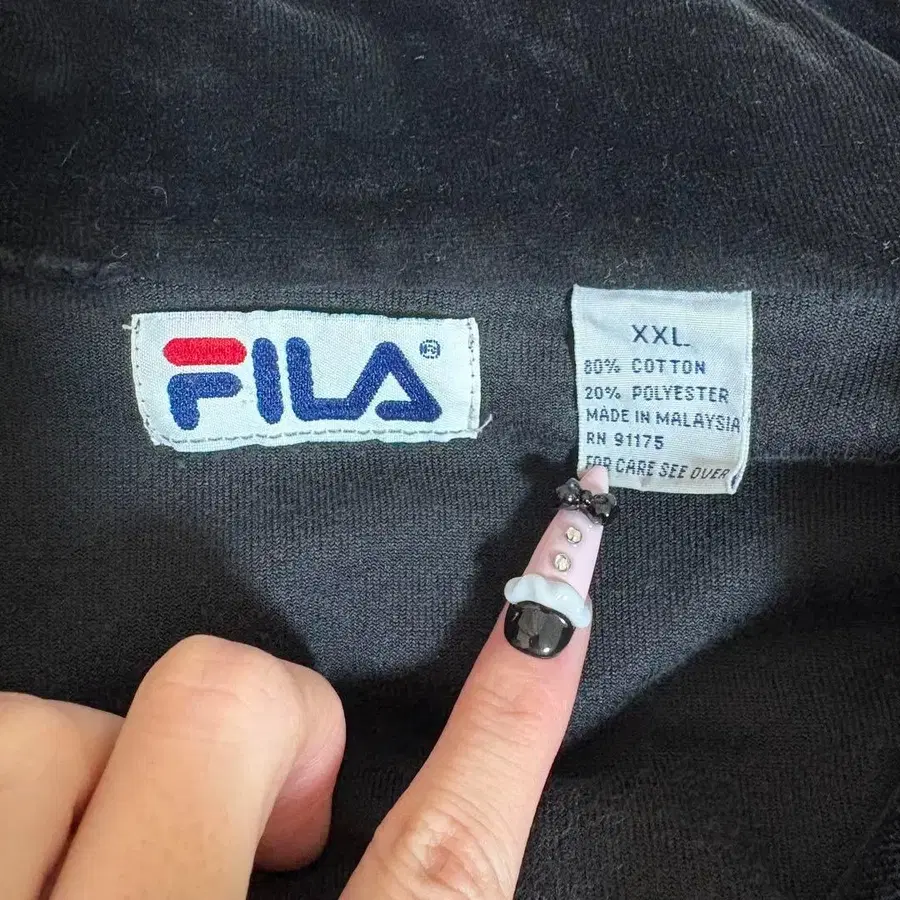 FILA®
XXL
80% COTTON
20% POLYESTER
MADE IN MALAYSIA
RN 91175
FOR CARE SEE OVER